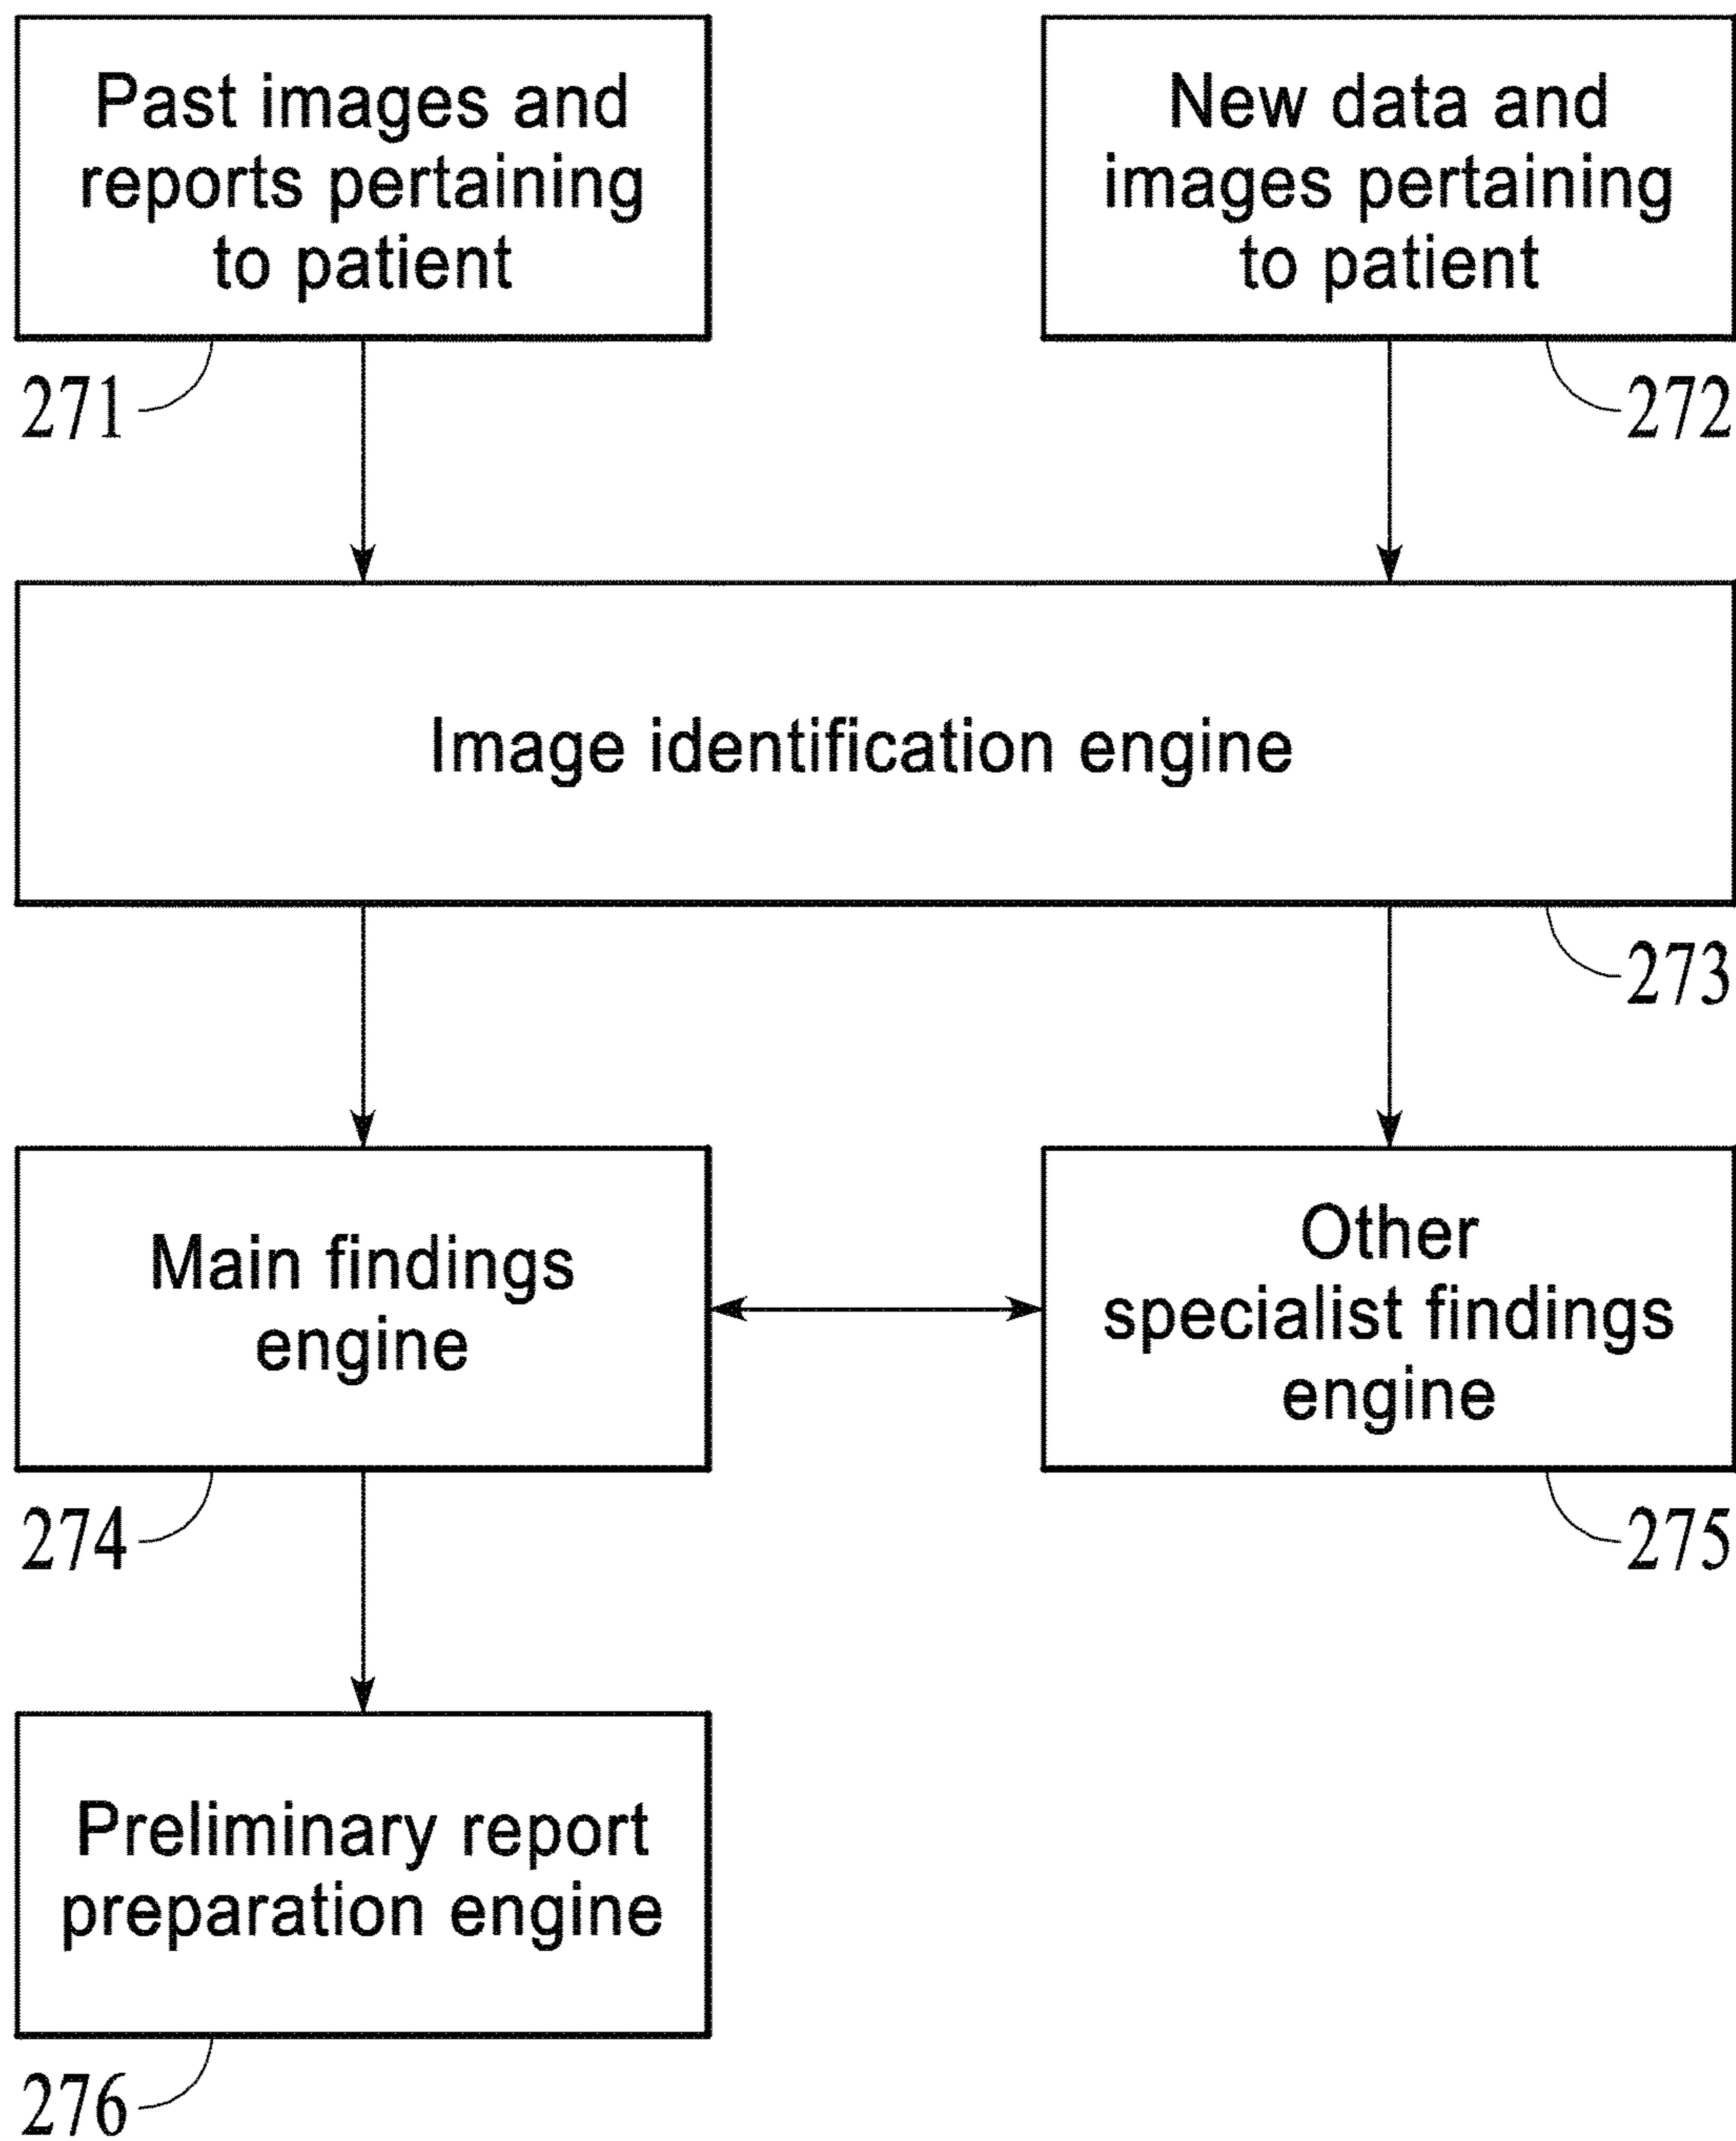 Past images and
reports pertaining
to patient
271
New data and
images pertaining
to patient
272
Image identification engine
273
Main findings
engine
274
Other
specialist findings
engine
275
Preliminary report
preparation engine
276